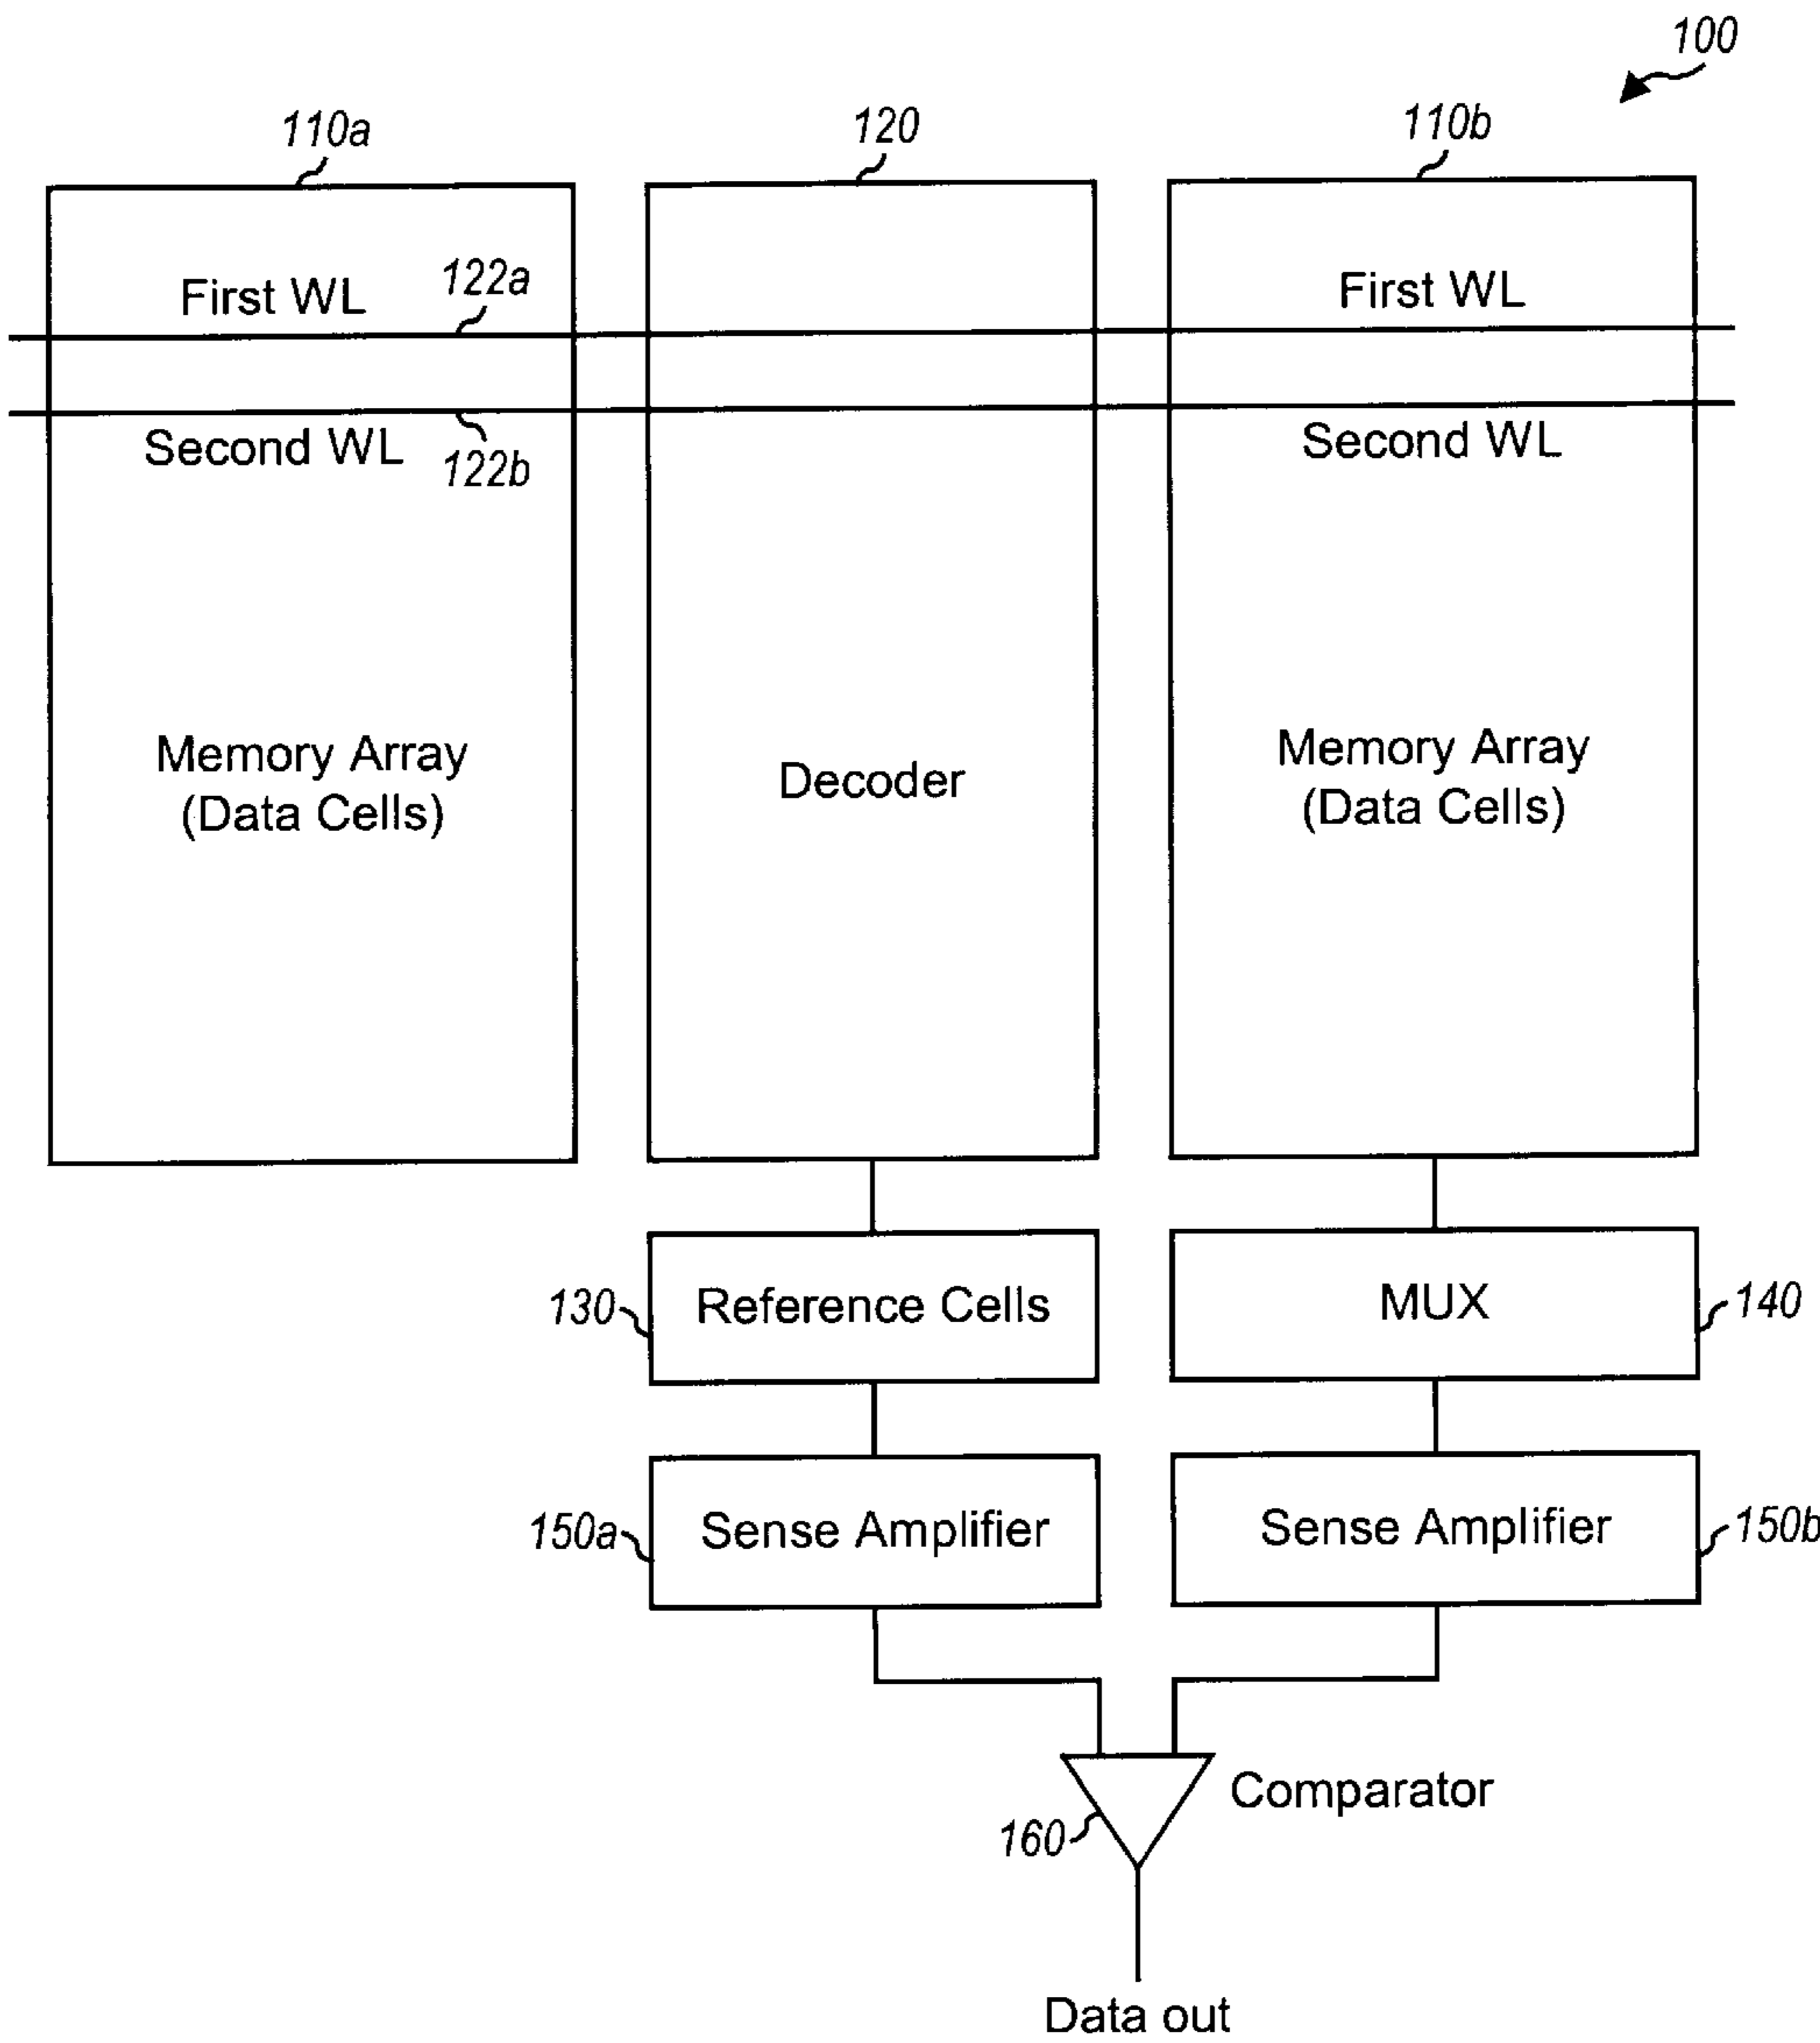 100
110a
120
110b
First WL
122a
First WL
Second WL
122b
Second WL
Memory Array
(Data Cells)
Decoder
Memory Array
(Data Cells)
130
Reference Cells
MUX
140
150a
Sense Amplifier
Sense Amplifier
150b
160
Comparator
Data out